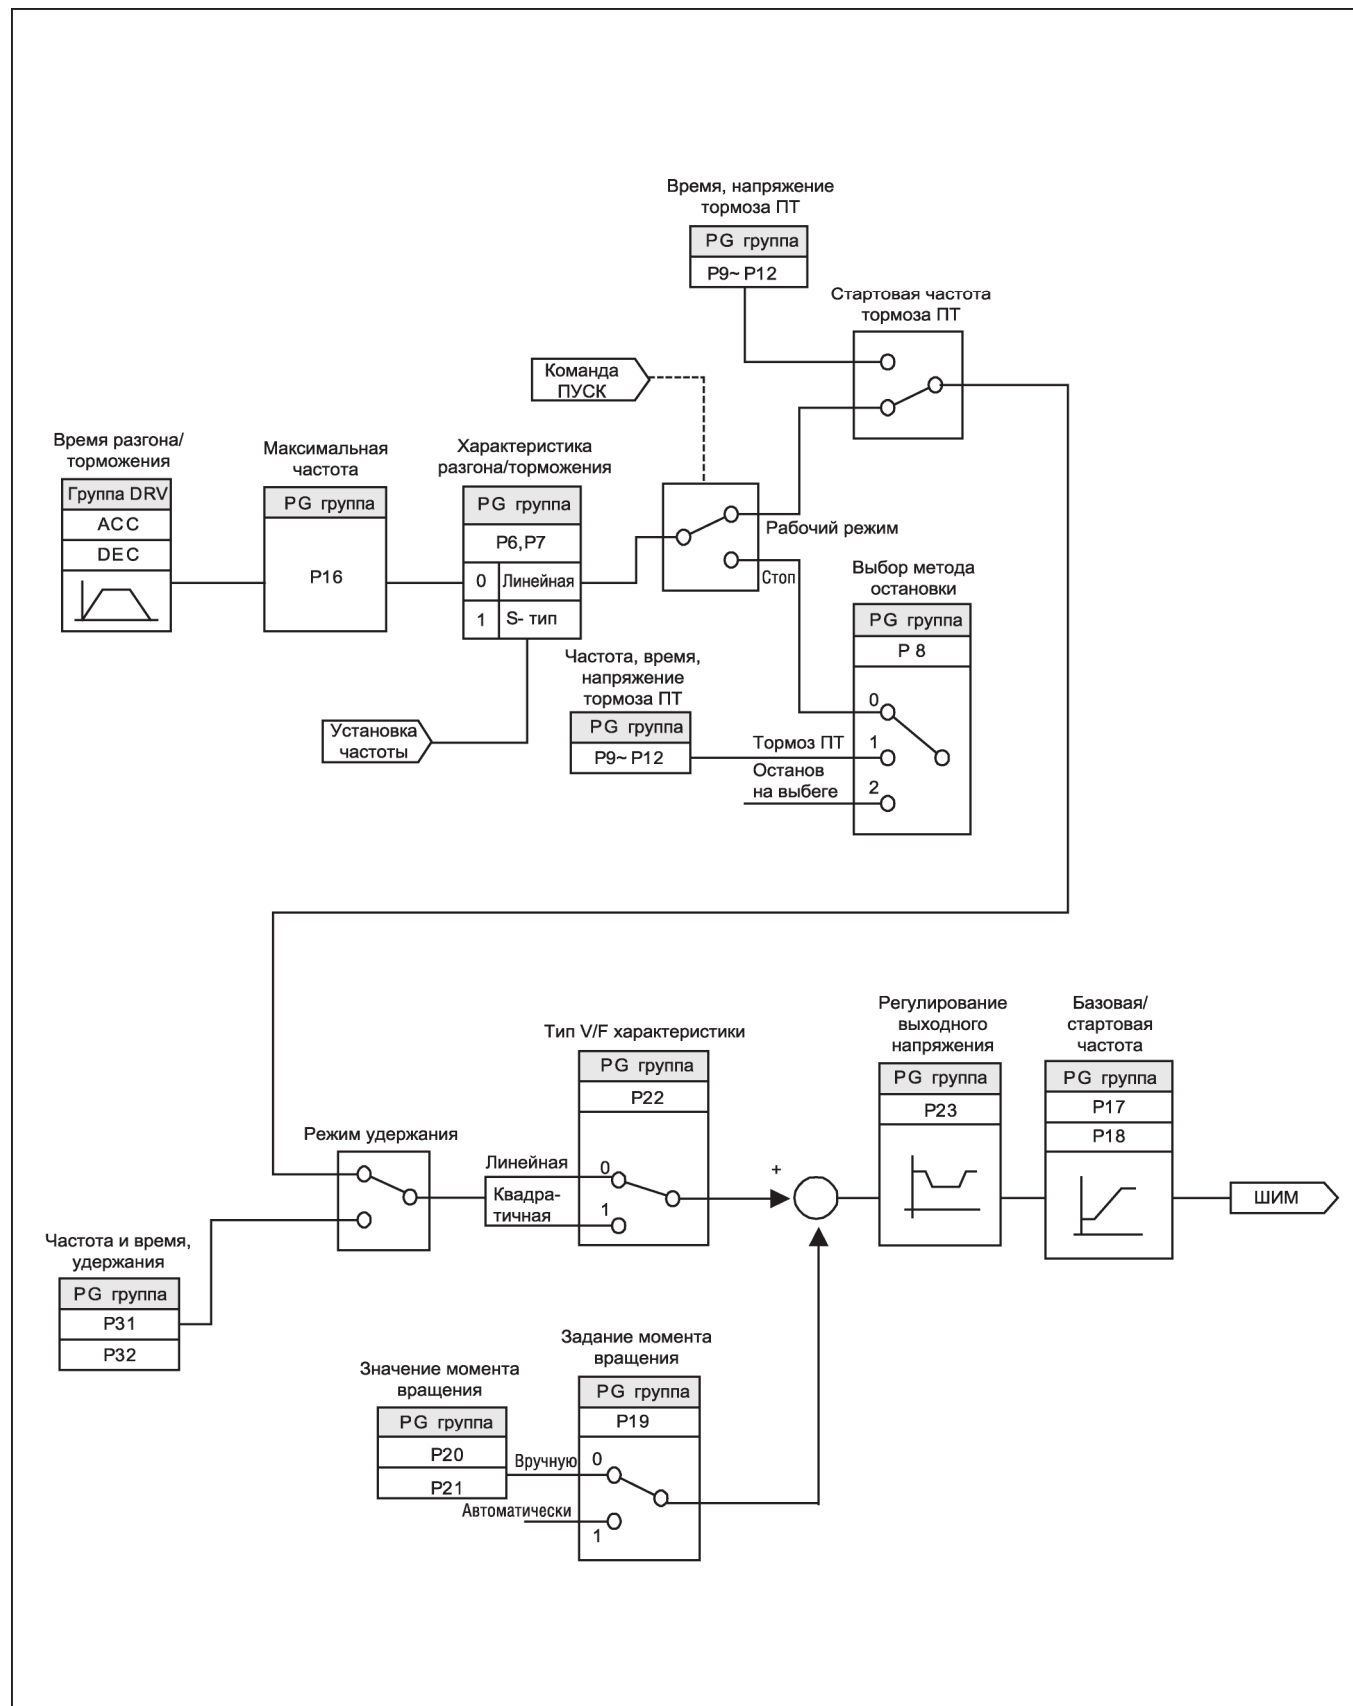 Время, напряжение
тормоза ПТ
PG группа
P9~ P12
Стартовая частота
тормоза ПТ
Команда
ПУСК
Время разгона/
торможения
Группа DRV
ACC
DEC
Максимальная
частота
PG группа
P16
Характеристика
разгона/торможения
PG группа
P6,P7
0 Линейная
1 S- тип
Рабочий режим
Стоп
Выбор метода
остановки
PG группа
P 8
0
1
2
Частота, время,
напряжение
тормоза ПТ
PG группа
P9~ P12
Тормоз ПТ
Останов
на выбеге
Установка
частоты
Регулирование
выходного
напряжения
PG группа
P23
Базовая/
стартовая
частота
PG группа
P17
P18
Тип V/F характеристики
PG группа
P22
Режим удержания
Линейная
0
Квадра-
тичная
1
+
ШИМ
Частота и время,
удержания
PG группа
P31
P32
Задание момента
вращения
PG группа
P19
Значение момента
вращения
PG группа
P20
P21
Вручную
0
Автоматически
1